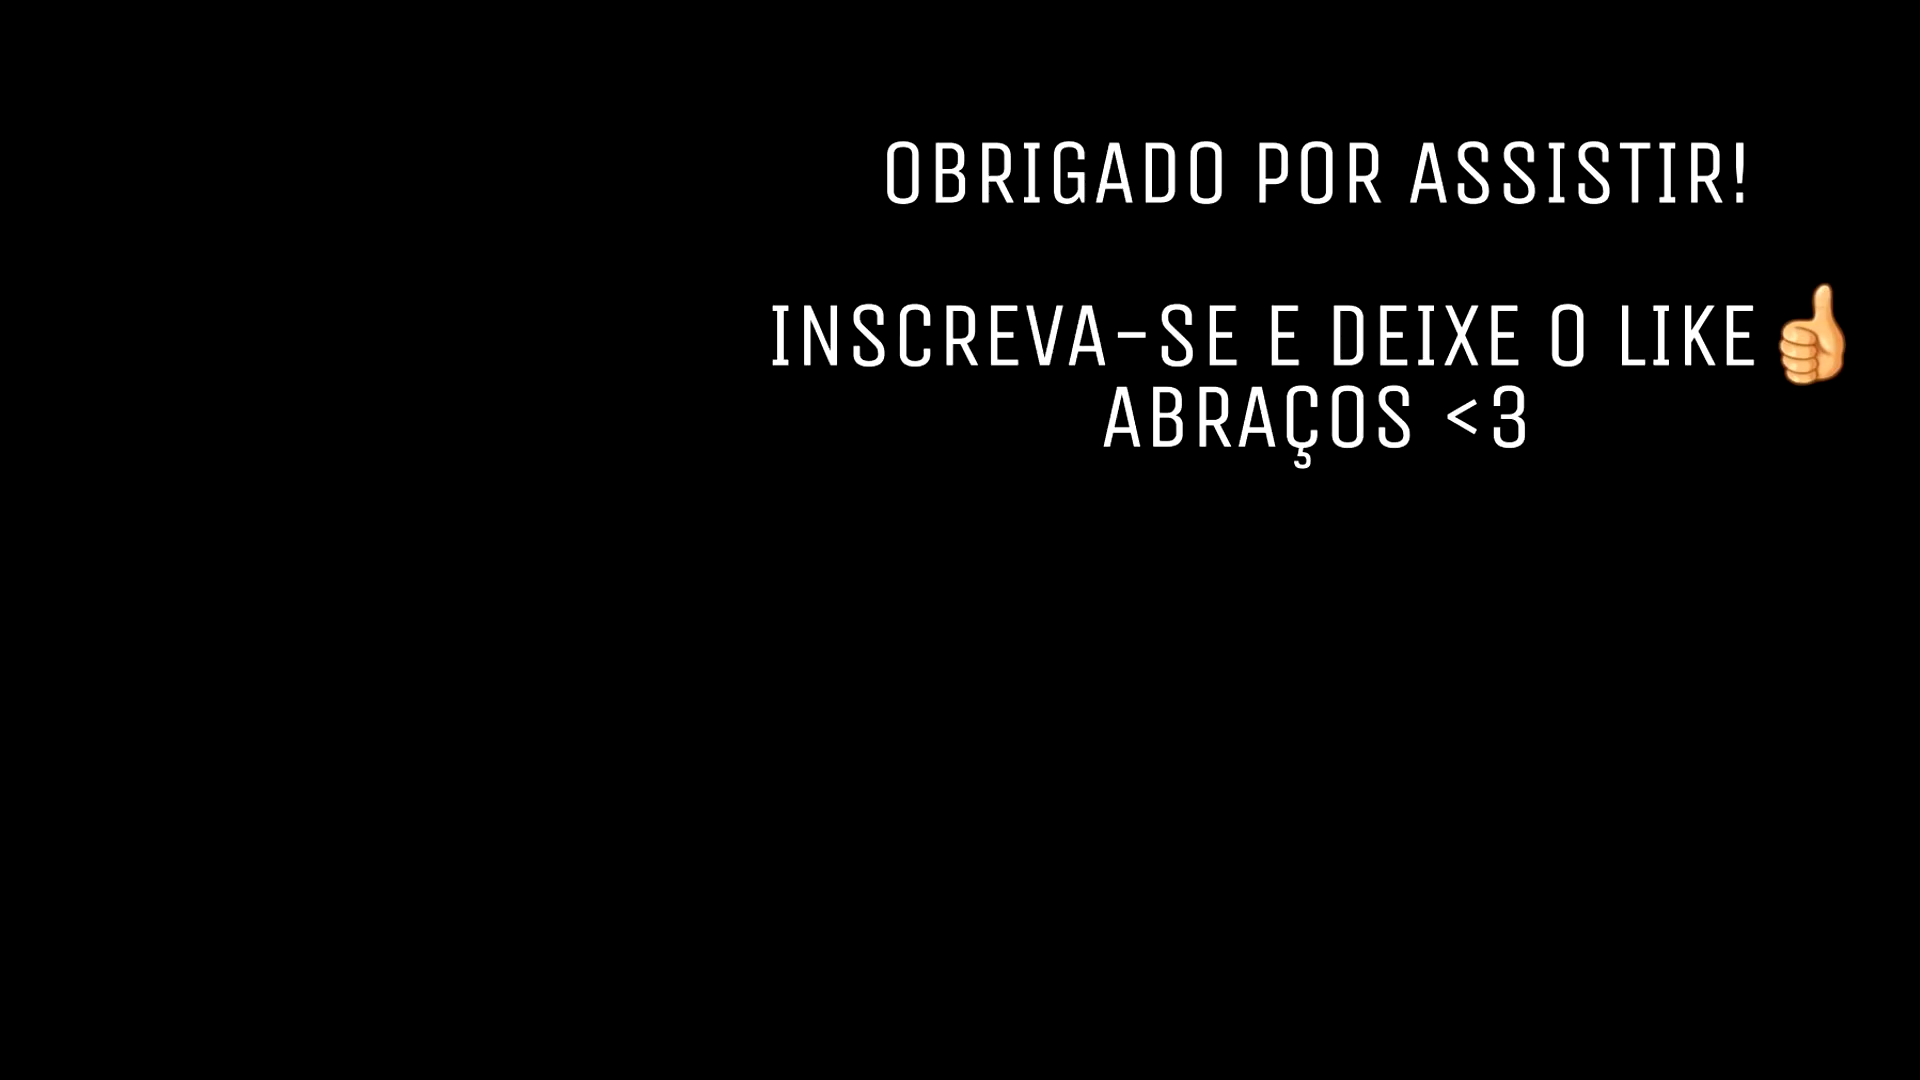 OBRIGADO POR ASSISTIR!
INSCREVA-SE E DEIXE O LIKE👍
ABRAÇOS <3